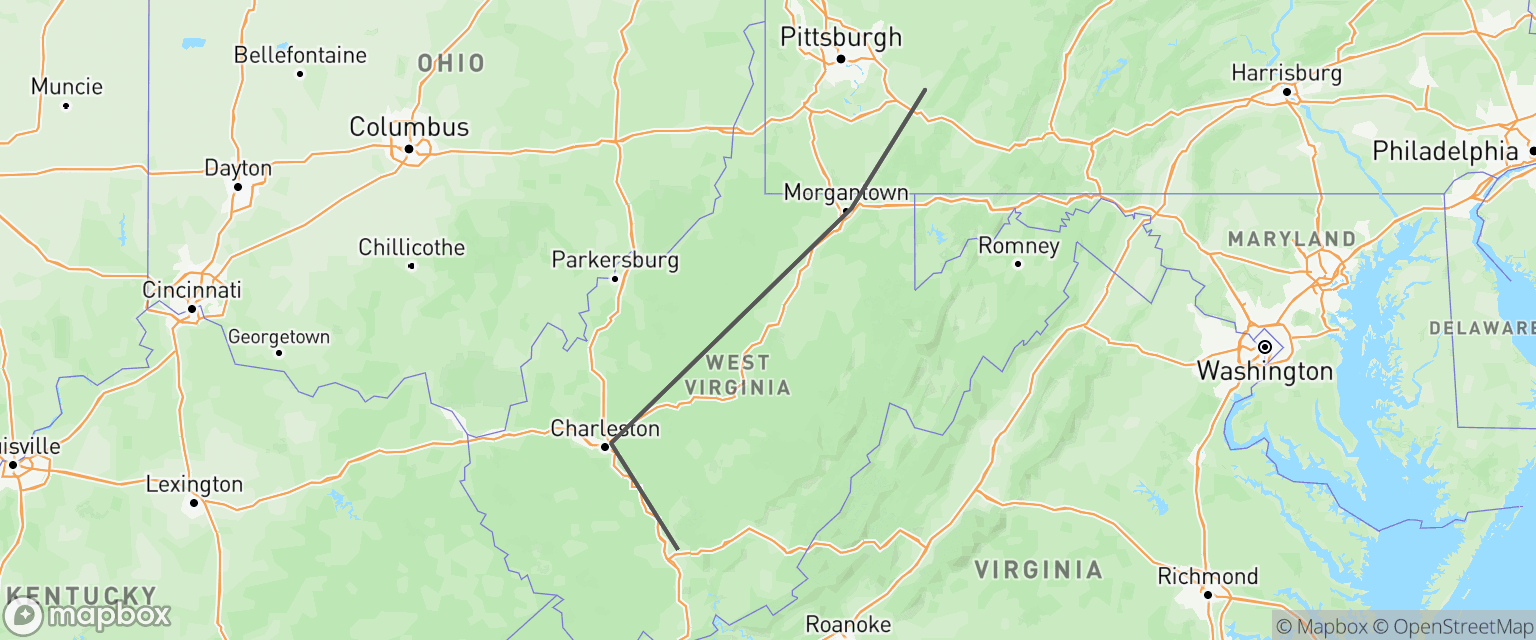 Pittsburgh
Bellefontaine
OHIO
Muncie
Harrisburg
Columbus
Philadelphia
Dayton
Morgantown
Chillicothe
Romney
MARYLAND
Parkersburg
Cincinnati
Georgetown
DELAWARE
WEST
VIRGINIA
Washington
Charleston
uisville
Lexington
VIRGINIA
Richmond
KENTUCKY
mapbox
Roanoke
© Mapbox © OpenStreetMap